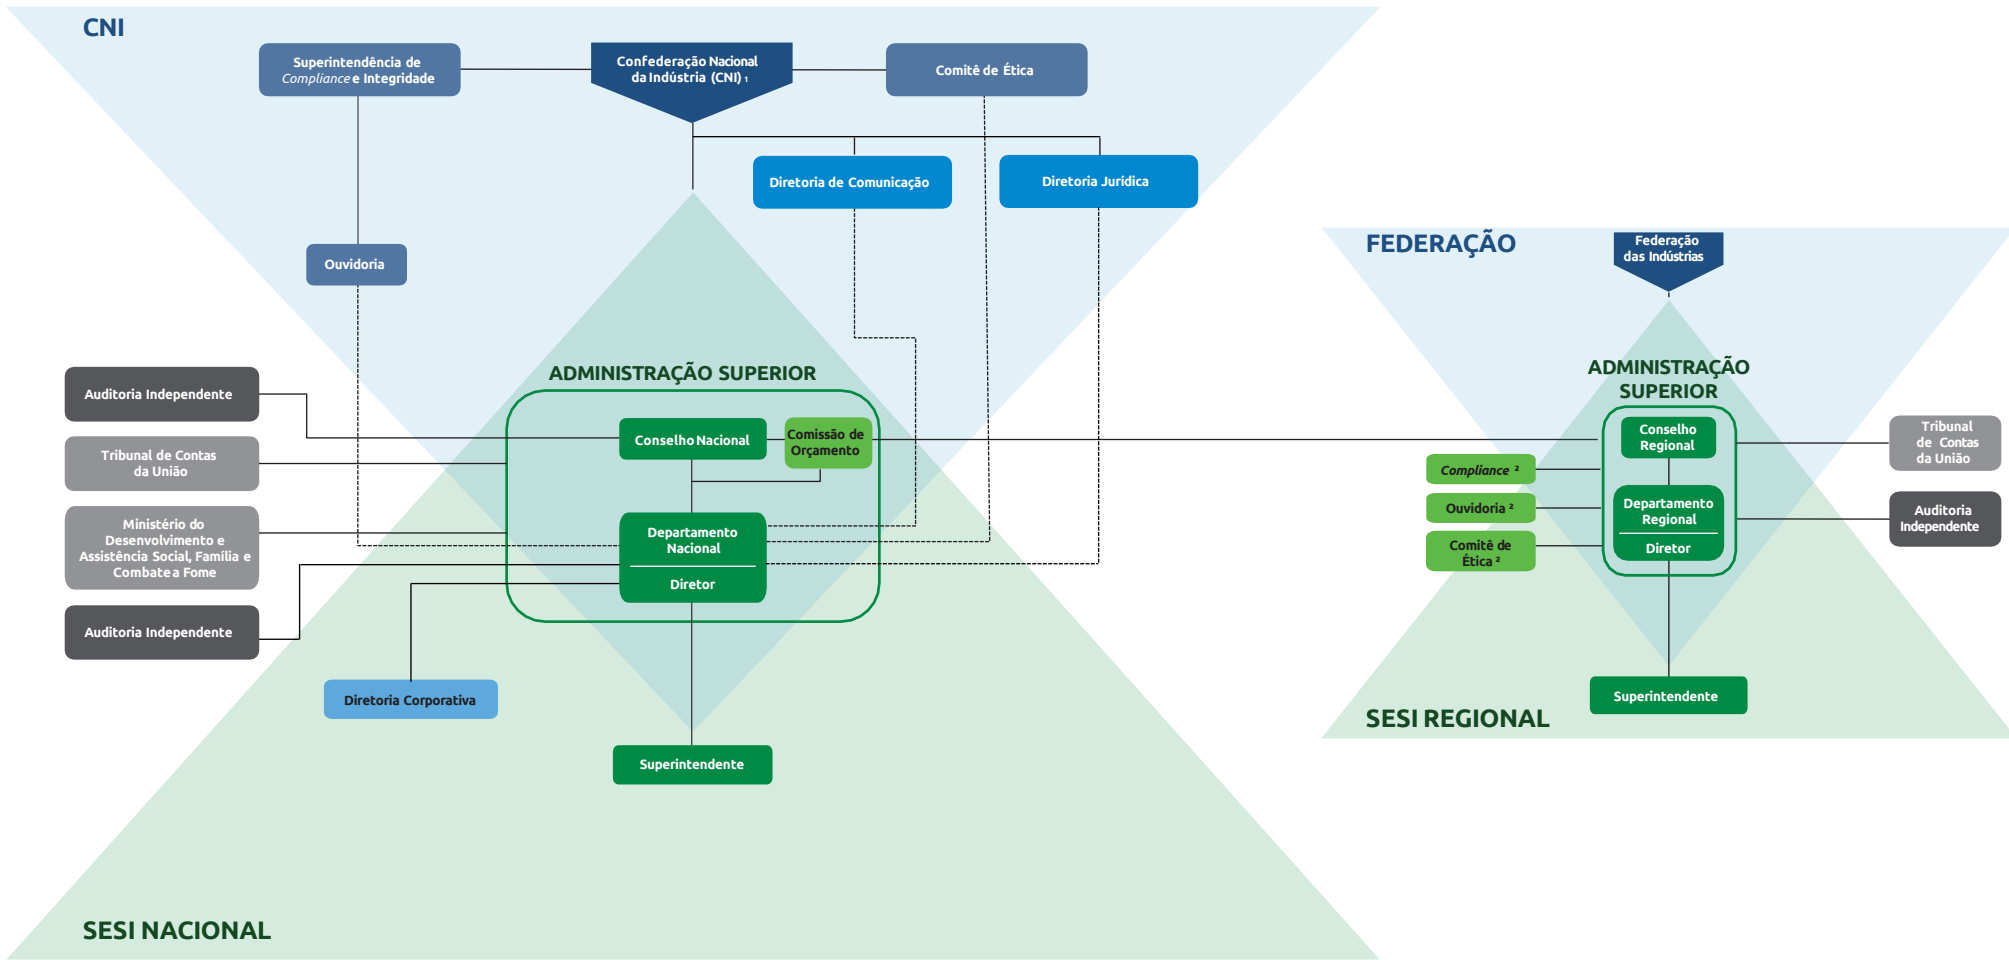 CNI
Superintendência de
Compliance e Integridade
Confederação Nacional
da Indústria (CNI) ₁
Comitê de Ética
Diretoria de Comunicação
Diretoria Jurídica
Ouvidoria
ADMINISTRAÇÃO SUPERIOR
Auditoria Independente
Tribunal de Contas
da União
Ministério do
Desenvolvimento e
Assistência Social, Família e
Combate a Fome
Auditoria Independente
Conselho Nacional
Comissão de
Orçamento
Departamento
Nacional
Diretor
Diretoria Corporativa
Superintendente
SESI NACIONAL
FEDERAÇÃO
Federação
das Indústrias
ADMINISTRAÇÃO
SUPERIOR
Conselho
Regional
Compliance ²
Ouvidoria ²
Comitê de
Ética ²
Departamento
Regional
Diretor
Tribunal
de Contas
da União
Auditoria
Independente
Superintendente
SESI REGIONAL